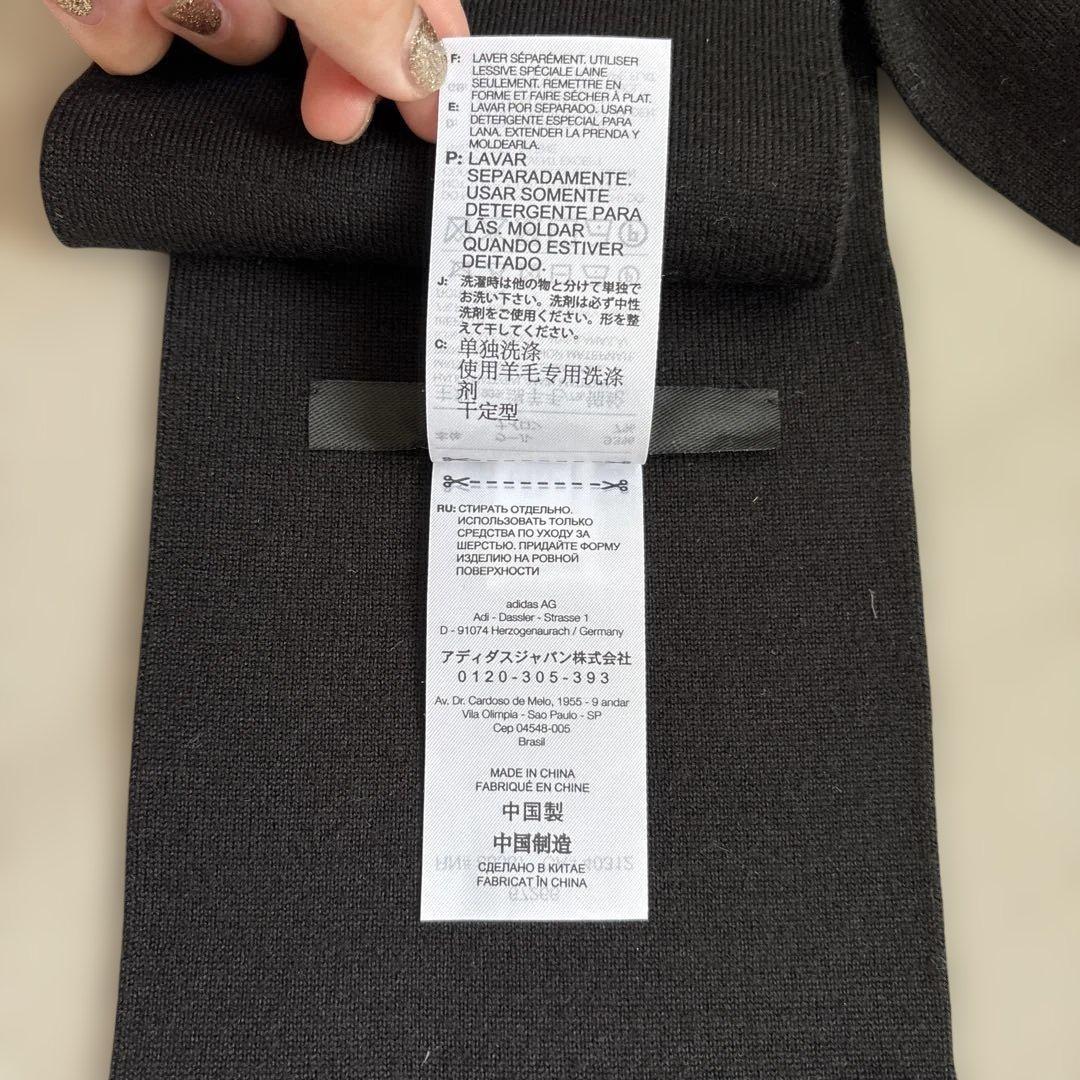 F: LAVER SÉPARÉMENT. UTILISER
LESSIVE SPÉCIALE LAINE
SEULEMENT. REMETTRE EN
FORME ET FAIRE SÉCHER À PLAT.
E: LAVAR POR SEPARADO. USAR
DETERGENTE ESPECIAL PARA
LANA. EXTENDER LA PRENDA Y
MOLDEARLA.
P: LAVAR
SEPARADAMENTE.
USAR SOMENTE
DETERGENTE PARA
LÃS. MOLDAR
QUANDO ESTIVER
DEITADO.
J: 洗濯時は他の物と分けて単独で
お洗い下さい。洗剤は必ず中性
洗剤をご使用ください。形を整
えて干してください。
C: 单独洗涤
使用羊毛专用洗涤
剂
干定型
RU: СТИРАТЬ ОТДЕЛЬНО.
ИСПОЛЬЗОВАТЬ ТОЛЬКО
СРЕДСТВА ПО УХОДУ ЗА
ШЕРСТЬЮ. ПРИДАЙТЕ ФОРМУ
ИЗДЕЛИЮ НА РОВНОЙ
ПОВЕРХНОСТИ
adidas AG
Adi - Dassler - Strasse 1
D - 91074 Herzogenaurach / Germany
アディダスジャパン株式会社
0120-305-393
Av. Dr. Cardoso de Melo, 1955 - 9 andar
Vila Olimpia - Sao Paulo - SP
Cep 04548-005
Brasil
MADE IN CHINA
FABRIQUÉ EN CHINE
中国製
中国制造
СДЕЛАНО В КИТАЕ
FABRICAT ÎN CHINA